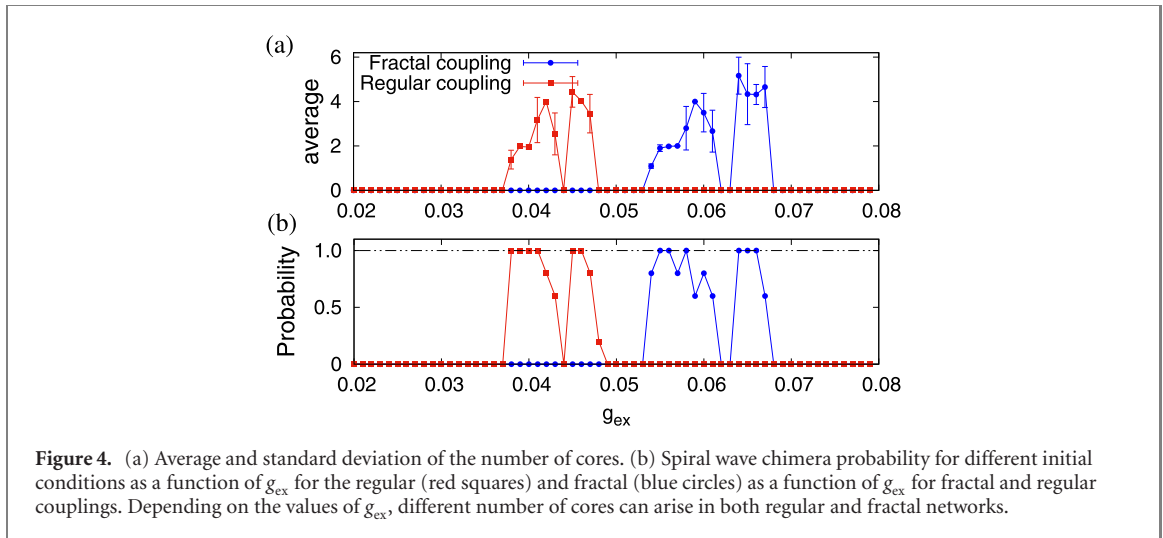 (a)
6
4
2
0
average
Fractal coupling
Regular coupling
0.02 0.03 0.04 0.05 0.06 0.07 0.08
(b)
1.0
0.5
0
Probability
0.02 0.03 0.04 0.05 0.06 0.07 0.08
gex
Figure 4. (a) Average and standard deviation of the number of cores. (b) Spiral wave chimera probability for different initial
conditions as a function of gex for the regular (red squares) and fractal (blue circles) as a function of gex for fractal and regular
couplings. Depending on the values of gex, different number of cores can arise in both regular and fractal networks.